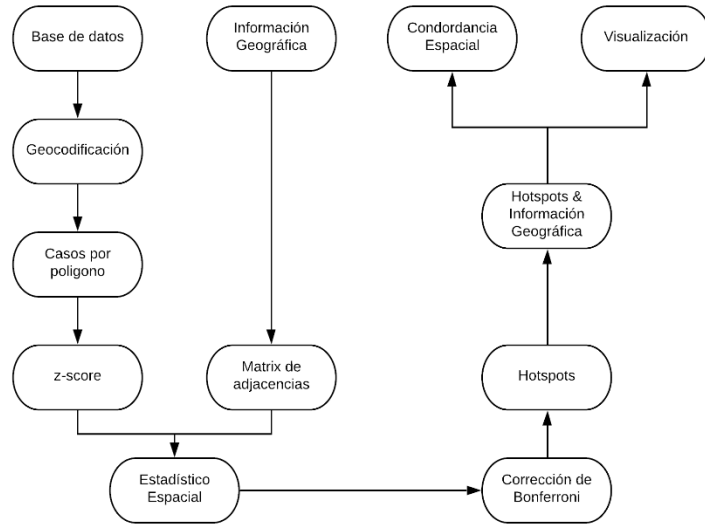 Base de datos
Información
Geográfica
Condordancia
Espacial
Visualización
Geocodificación
Hotspots &
Información
Geográfica
Casos por
poligono
z-score
Matrix de
adjacencias
Hotspots
Estadístico
Espacial
Corrección de
Bonferroni